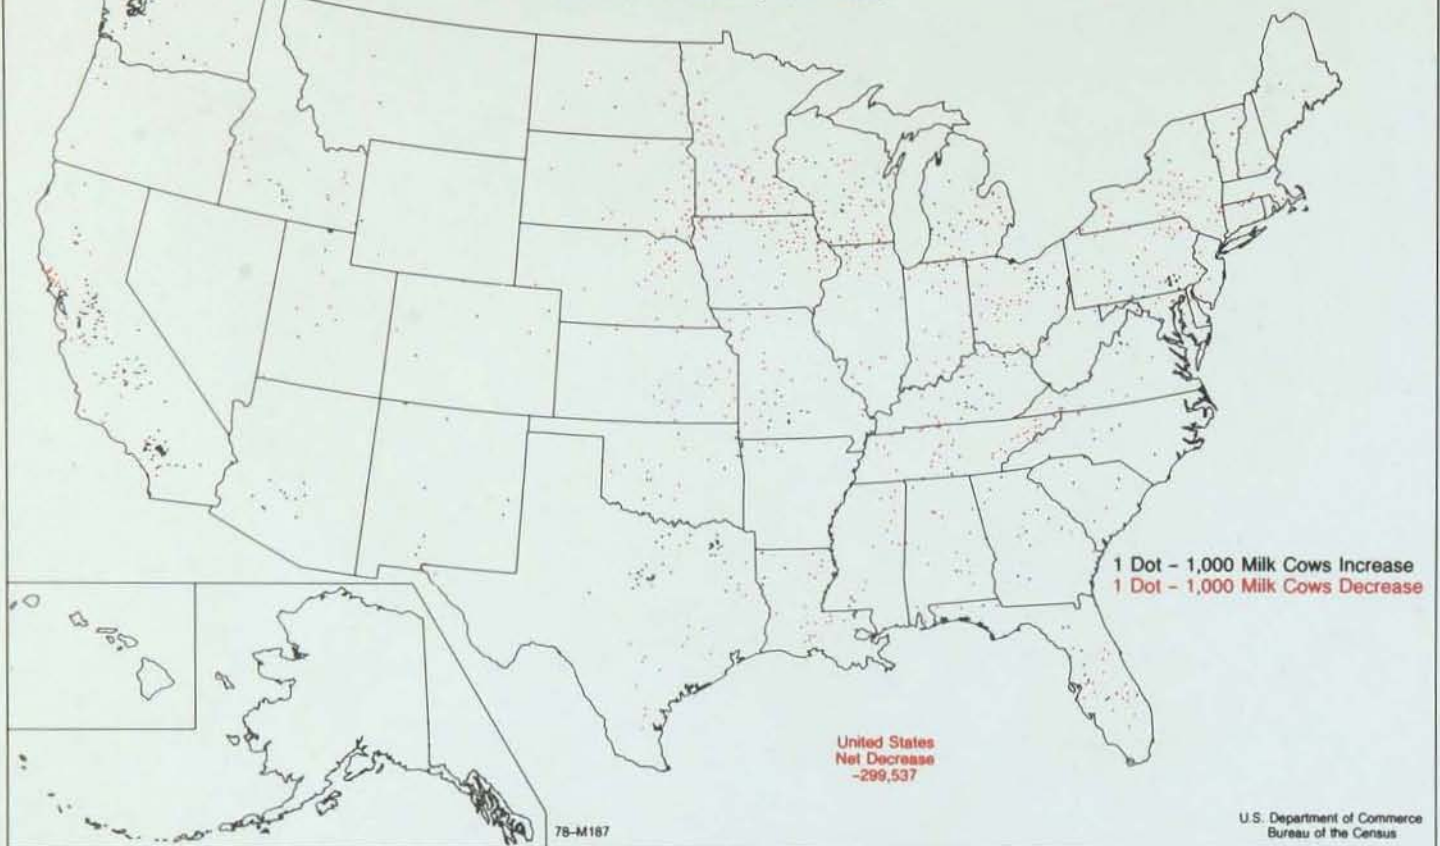 1 Dot – 1,000 Milk Cows Increase
1 Dot – 1,000 Milk Cows Decrease
United States
Net Decrease
–299,537
78–M187
U.S. Department of Commerce
Bureau of the Census